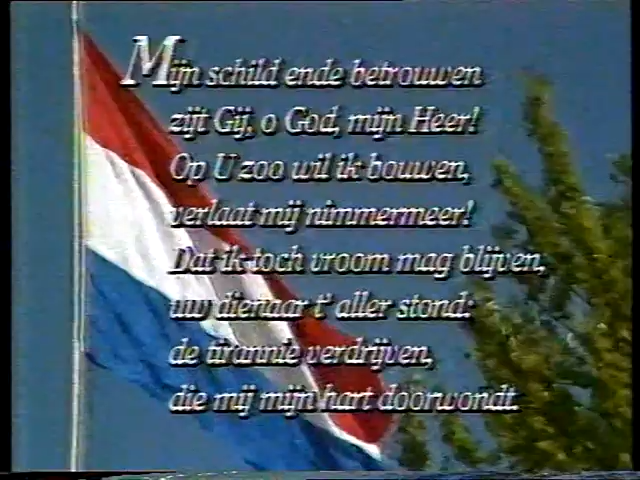 Mijn schild ende betrouwen
zijt Gij, o God, mijn Heer!
Op U zoo wil ik bouwen,
verlaat mij nimmermeer!
Dat ik toch vroom mag blijven,
uw dienaar t' aller stond:
de tirannie verdrijven,
die mij mijn hart doorwondt.